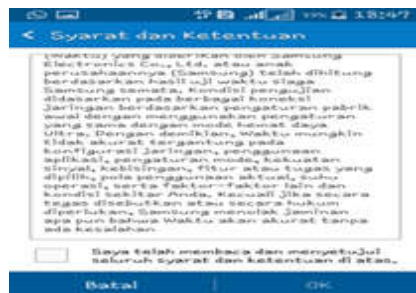 18:47
Syarat dan Ketentuan
(Waktu) yang diberikan oleh Samsung
Electronics Co., Ltd. atau anak
perusahaannya (Samsung) telah dihitung
berdasarkan hasil uji waktu siaga
Samsung semata. Kondisi pengujian
didasarkan pada berbagai koneksi
jaringan berdasarkan pengaturan pabrik
awal dengan menggunakan pengaturan
yang sama dengan mode hemat daya
Ultra. Dengan demikian, Waktu mungkin
tidak akurat tergantung pada
konfigurasi jaringan, penggunaan
aplikasi, pengaturan mode, kekuatan
sinyal, kebisingan, fitur atau tugas yang
dipilih, pola penggunaan aktual, suhu
operasi, serta faktor-faktor lain dan
kondisi sekitar Anda. Kecuali jika secara
tegas disebutkan atau secara hukum
diperlukan, Samsung menolak jaminan
apa pun bahwa Waktu akan akurat tanpa
ada kesalahan
Saya telah membaca dan menyetujui
seluruh syarat dan ketentuan di atas.
Batal
OK